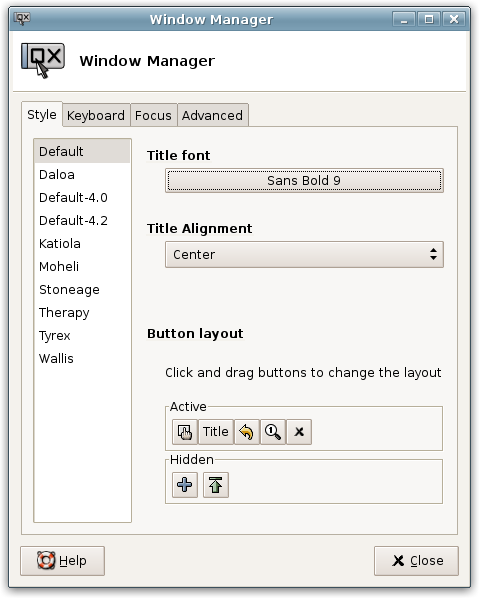 Window Manager
Window Manager
Style Keyboard Focus Advanced
Default
Daloa
Default-4.0
Default-4.2
Katiola
Moheli
Stoneage
Therapy
Tyrex
Wallis
Title font
Sans Bold 9
Title Alignment
Center
Button layout
Click and drag buttons to change the layout
Active
Title
Hidden
Help
Close